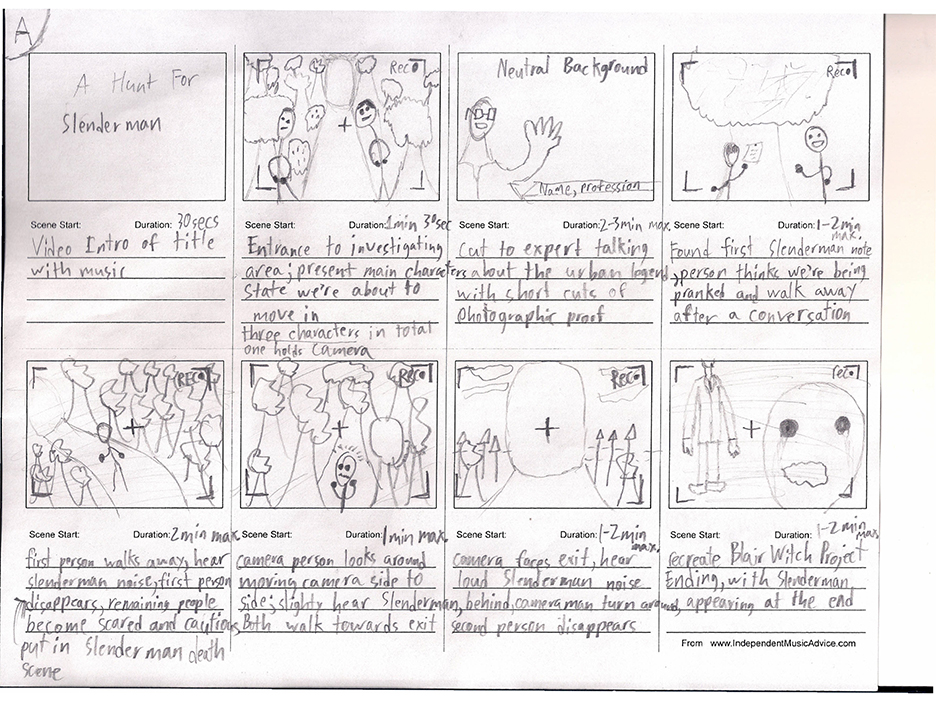 A
A Hunt For
Slenderman
Scene Start: Duration: 30secs
Video Intro of title
with music
REC
Scene Start: Duration: 1min 30sec
Entrance to investigating
area; present main characters
state we're about to
move in
three characters in total
one holds camera
Neutral Background
Name, profession
Scene Start: Duration: 2-3min max.
Cut to expert talking
about the urban legend
with short cuts of
photographic proof
REC
Scene Start: Duration: 1-2min
max.
Found first Slenderman note
,person thinks we're being
pranked and walk away
after a conversation
REC
Scene Start: Duration: 2min max
first person walks away, hear
slenderman noise, first person
disappears, remaining people
become scared and cautious
put in Slenderman death
scene
REC
Scene Start: Duration: 1min max
camera person looks around
moving camera side to
side; slighty hear Slenderman,
Both walk towards exit
REC
Scene Start: Duration: 1-2min
max.
camera faces exit, hear
loud Slenderman noise
behind, cameraman turn around,
second person disappears
rec
Scene Start: Duration: 1-2min
max.
recreate Blair Witch Project
Ending, with Slenderman,
appearing at the end
From www.IndependentMusicAdvice.com